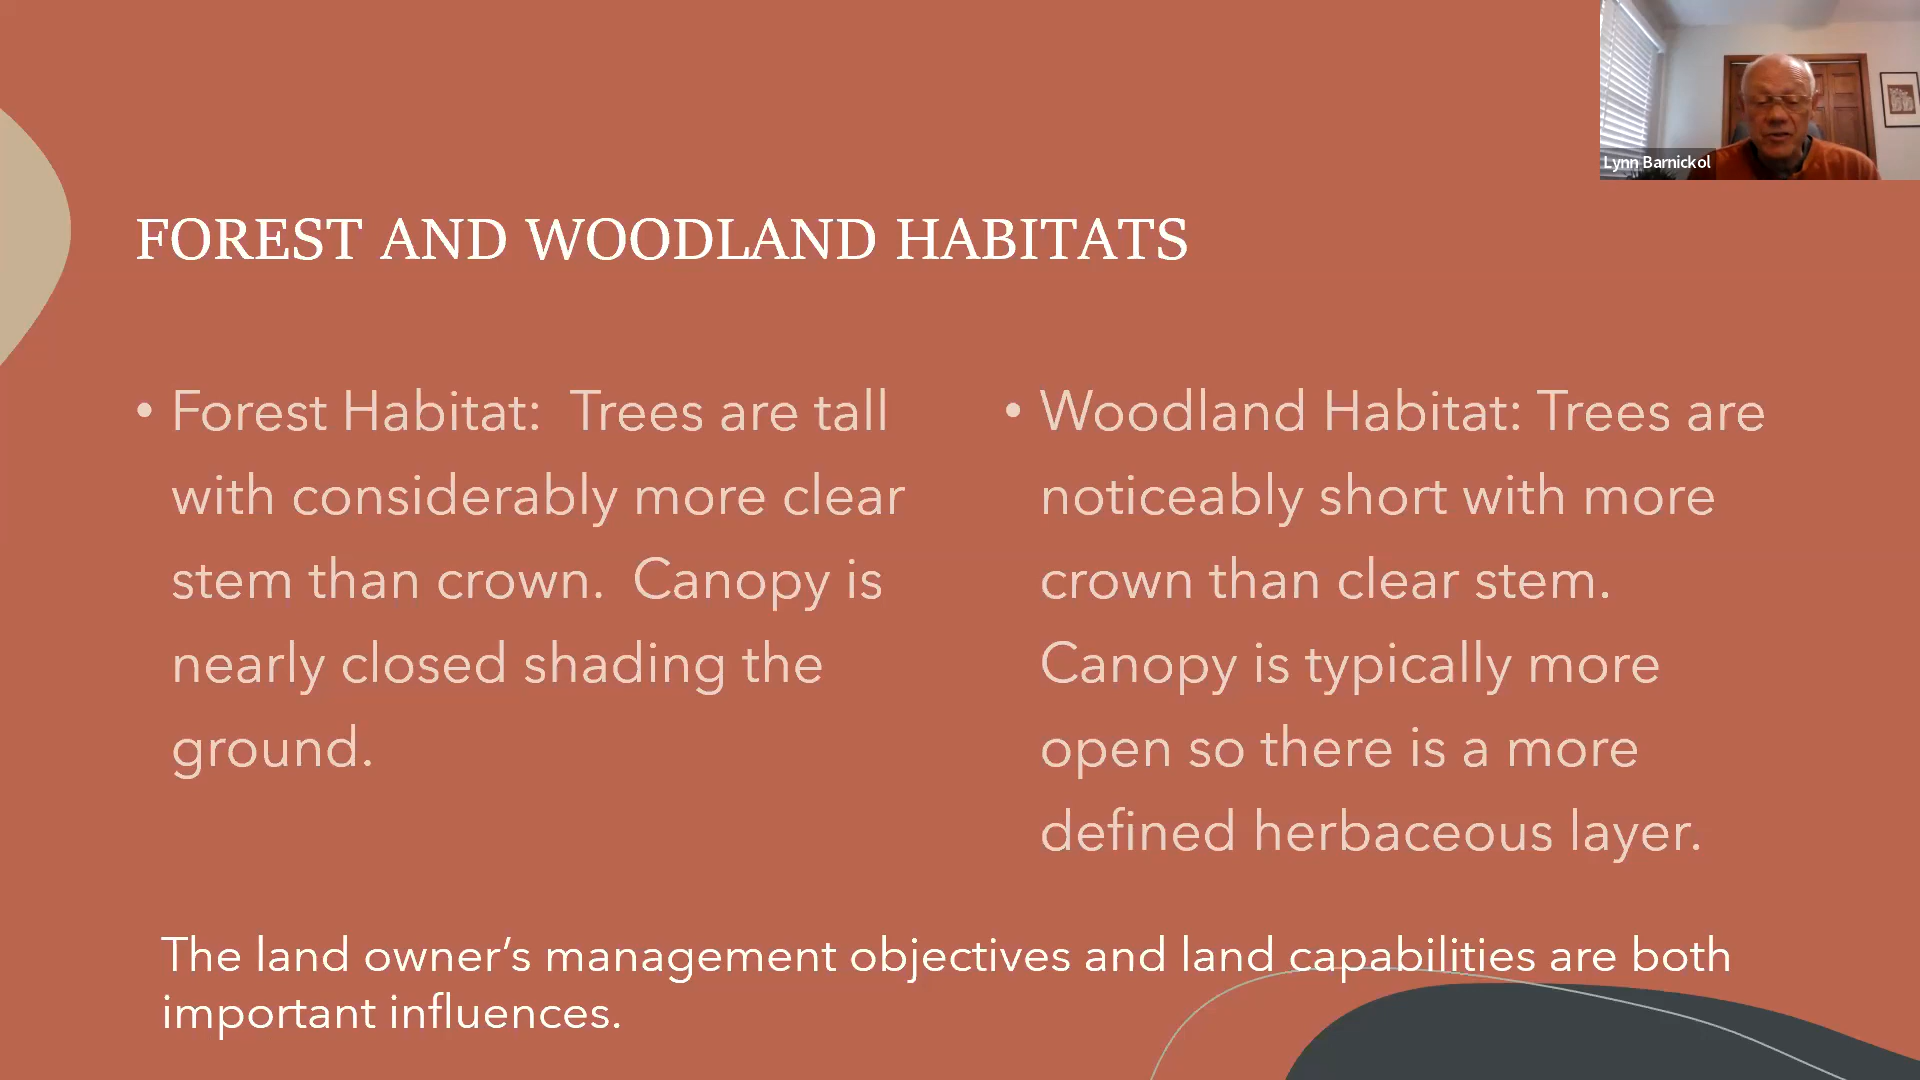 Lynn Barnickol
FOREST AND WOODLAND HABITATS
• Forest Habitat:  Trees are tall
with considerably more clear
stem than crown.  Canopy is
nearly closed shading the
ground.
• Woodland Habitat: Trees are
noticeably short with more
crown than clear stem.
Canopy is typically more
open so there is a more
defined herbaceous layer.
The land owner’s management objectives and land capabilities are both
important influences.